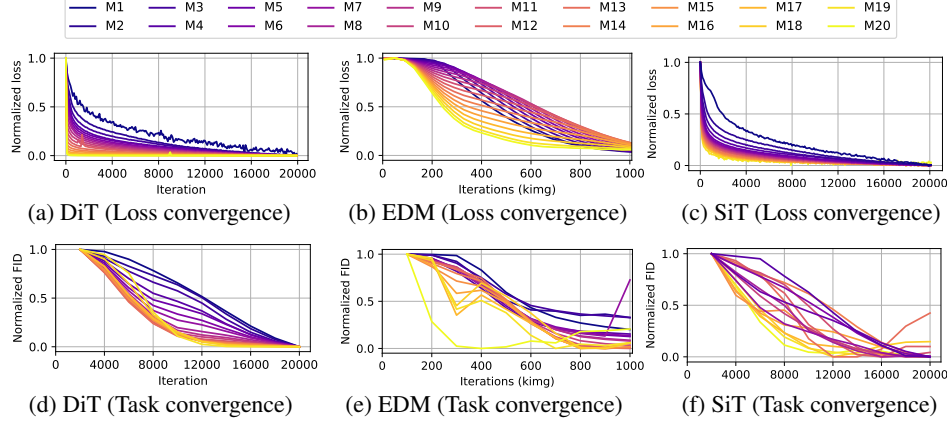 M1 M3 M5 M7 M9 M11 M13 M15 M17 M19
M2 M4 M6 M8 M10 M12 M14 M16 M18 M20
Normalized loss
1.0
0.5
0.0
0 4000 8000 12000 16000 20000
Iteration
(a) DiT (Loss convergence)
Normalized loss
1.0
0.5
0.0
0 200 400 600 800 1000
Iterations (kimg)
(b) EDM (Loss convergence)
Normalized loss
1.0
0.5
0
0 4000 8000 12000 16000 20000
(c) SiT (Loss convergence)
Normalized FID
1.0
0.5
0.0
0 4000 8000 12000 16000 20000
Iteration
(d) DiT (Task convergence)
Normalized FID
1.0
0.5
0.0
0 200 400 600 800 1000
Iterations (kimg)
(e) EDM (Task convergence)
Normalized FID
1.0
0.5
0.0
4000 8000 12000 16000 20000
(f) SiT (Task convergence)